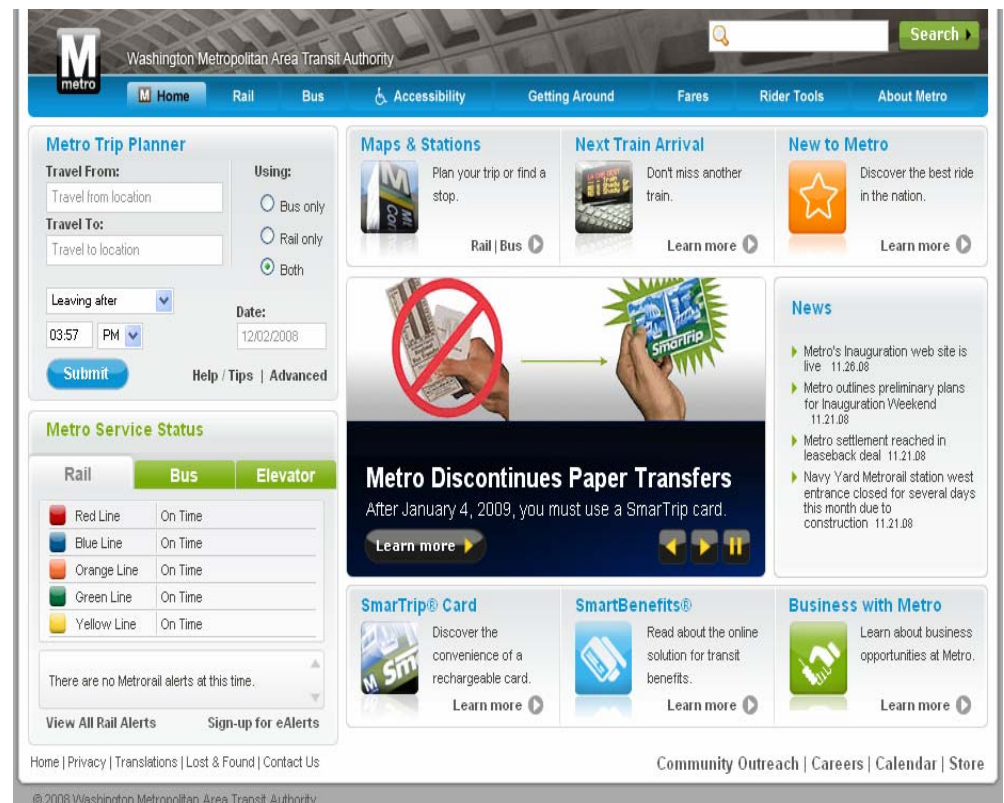 M
metro
Washington Metropolitan Area Transit Authority
Search
M Home
Rail
Bus
Accessibility
Getting Around
Fares
Rider Tools
About Metro
Metro Trip Planner
Travel From:
Travel from location
Travel To:
Travel to location
Using:
Bus only
Rail only
Both
Leaving after
03:57 PM
Date:
12/02/2008
Submit
Help / Tips | Advanced
Maps & Stations
Plan your trip or find a
stop.
Rail | Bus
Next Train Arrival
Don't miss another
train.
Learn more
New to Metro
Discover the best ride
in the nation.
Learn more
SmarTrip
Metro Discontinues Paper Transfers
After January 4, 2009, you must use a SmarTrip card.
Learn more
News
Metro's Inauguration web site is
live 11.26.08
Metro outlines preliminary plans
for Inauguration Weekend
11.21.08
Metro settlement reached in
leaseback deal 11.21.08
Navy Yard Metrorail station west
entrance closed for several days
this month due to
construction 11.21.08
Metro Service Status
Rail
Bus
Elevator
Red Line On Time
Blue Line On Time
Orange Line On Time
Green Line On Time
Yellow Line On Time
There are no Metrorail alerts at this time.
View All Rail Alerts
Sign-up for eAlerts
SmarTrip® Card
Discover the
convenience of a
rechargeable card.
Learn more
SmartBenefits®
Read about the online
solution for transit
benefits.
Learn more
Business with Metro
Learn about business
opportunities at Metro.
Learn more
Home | Privacy | Translations | Lost & Found | Contact Us
Community Outreach | Careers | Calendar | Store
© 2008 Washington Metropolitan Area Transit Authority